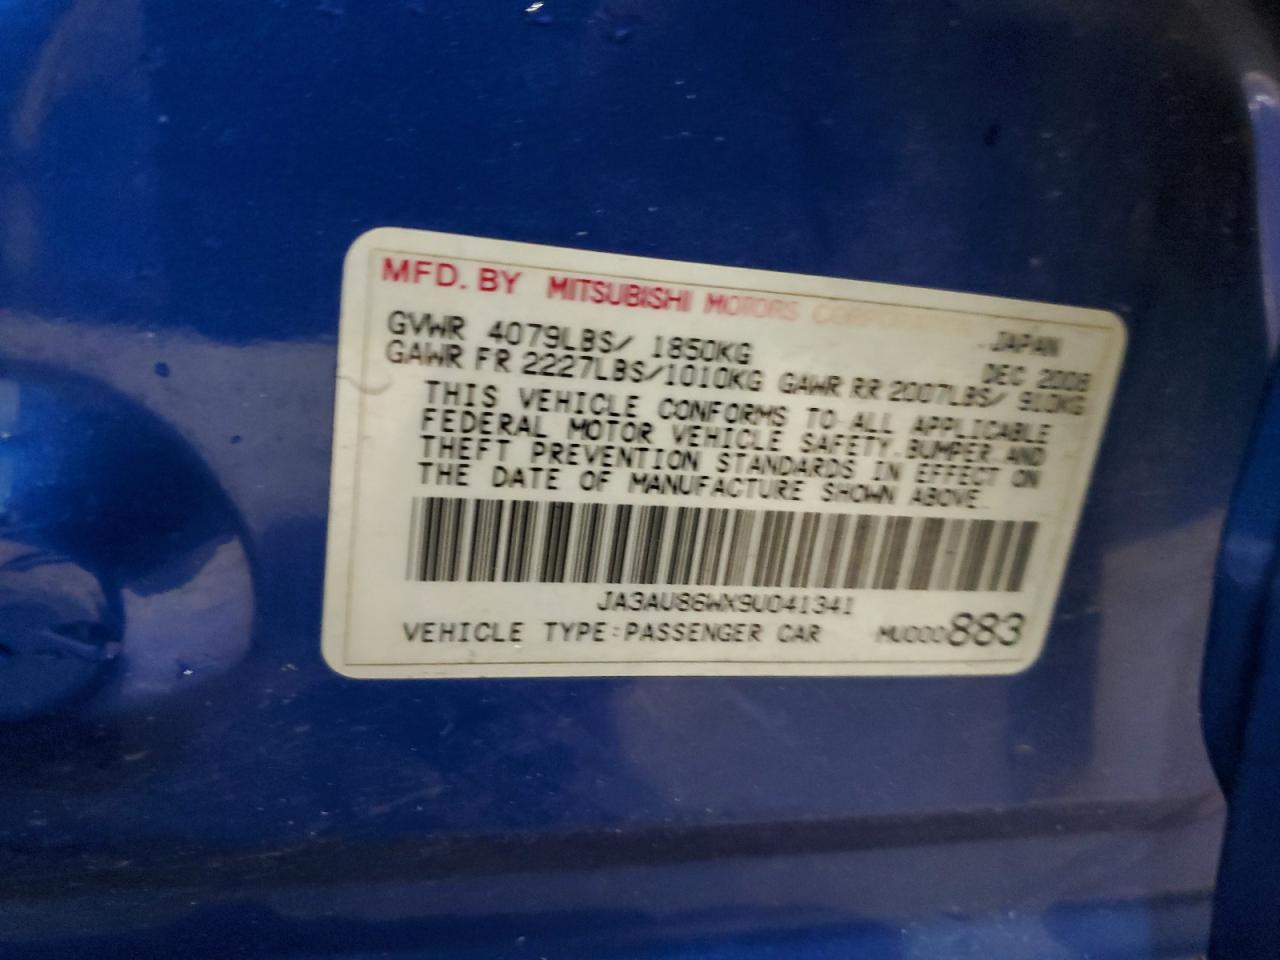 MFD. BY MITSUBISHI MOTORS CORPORATION
JAPAN
GVWR 4079LBS/ 1850KG DEC 2008
GAWR FR 2227LBS/1010KG GAWR RR 2007LBS/ 910KG
THIS VEHICLE CONFORMS TO ALL APPLICABLE
FEDERAL MOTOR VEHICLE SAFETY, BUMPER AND
THEFT PREVENTION STANDARDS IN EFFECT ON
THE DATE OF MANUFACTURE SHOWN ABOVE.
JA3AU86WX9U041341
VEHICLE TYPE:PASSENGER CAR MU000883